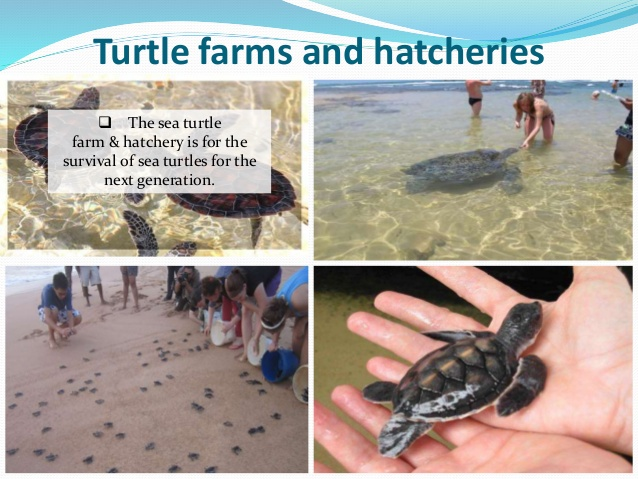 Turtle farms and hatcheries
❑ The sea turtle
farm & hatchery is for the
survival of sea turtles for the
next generation.